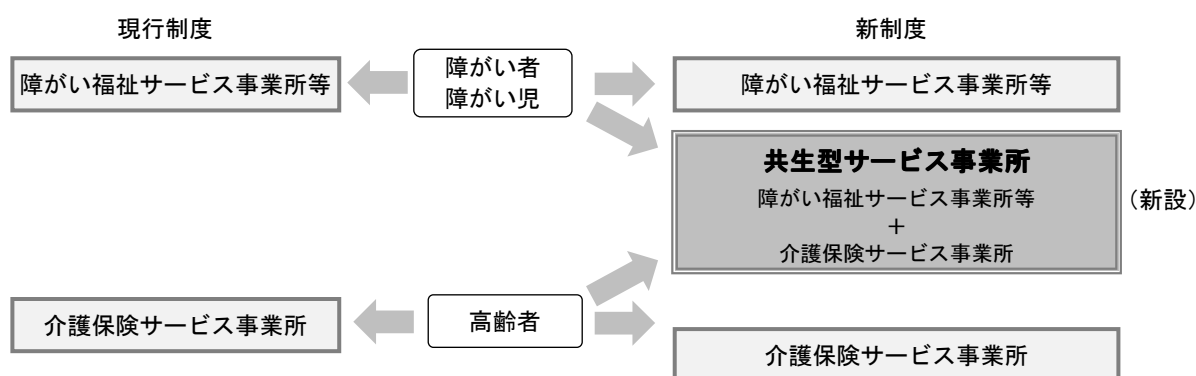 現行制度
新制度
障がい福祉サービス事業所等
障がい者
障がい児
障がい福祉サービス事業所等
共生型サービス事業所
障がい福祉サービス事業所等
＋
介護保険サービス事業所
（新設）
介護保険サービス事業所
高齢者
介護保険サービス事業所